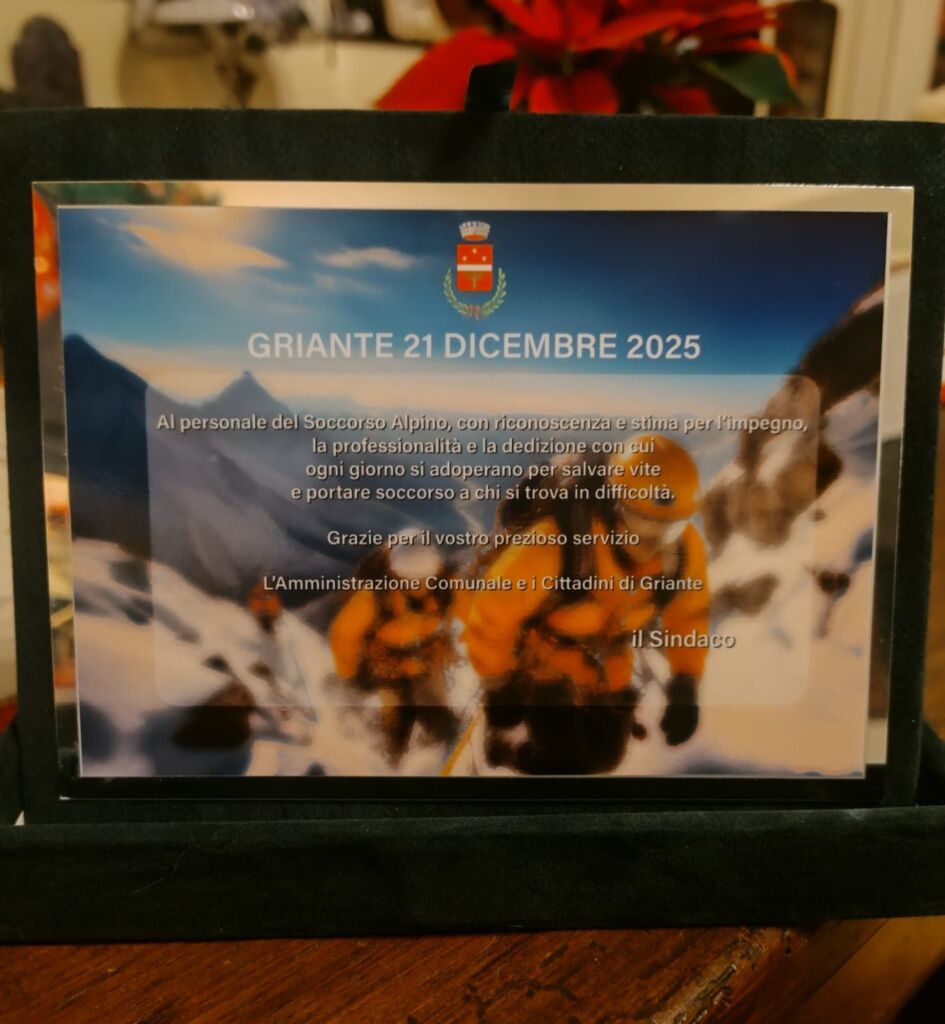 GRIANTE 21 DICEMBRE 2025
Al personale del Soccorso Alpino, con riconoscenza e stima per l'impegno,
la professionalità e la dedizione con cui
ogni giorno si adoperano per salvare vite
e portare soccorso a chi si trova in difficoltà.
Grazie per il vostro prezioso servizio
L'Amministrazione Comunale e i Cittadini di Griante
il Sindaco